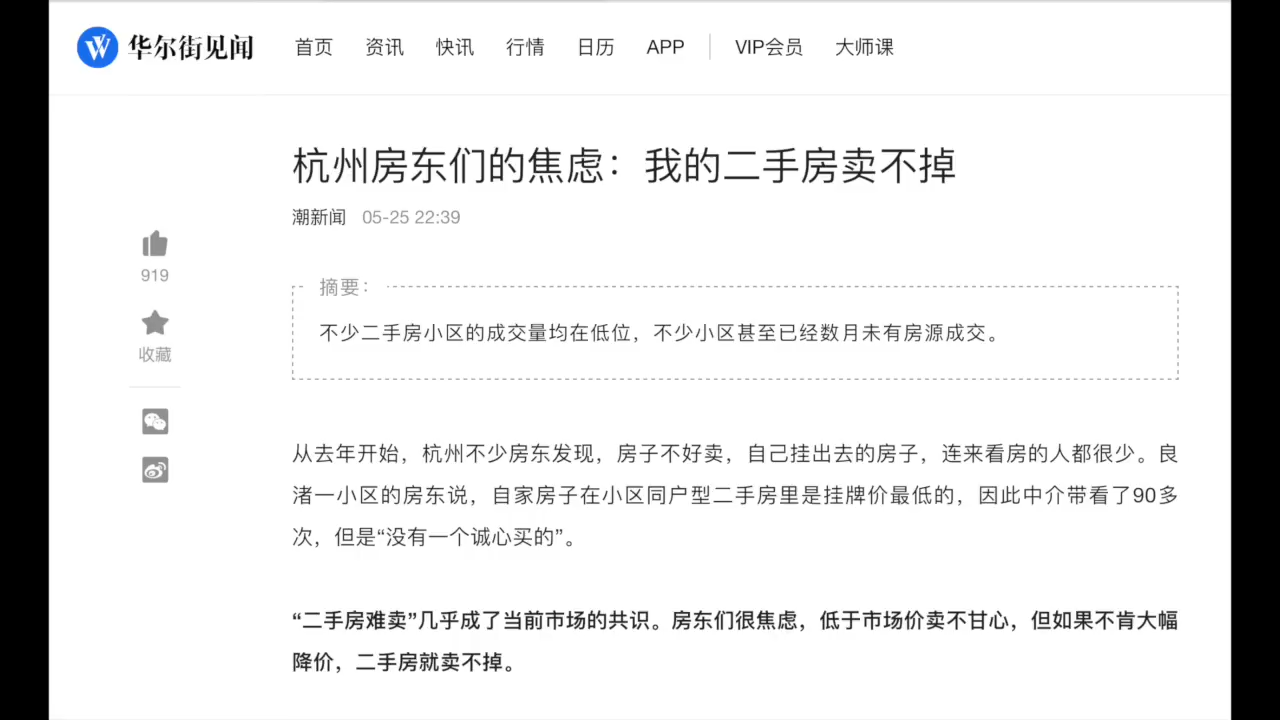 华尔街见闻 首页 资讯 快讯 行情 日历 APP VIP会员 大师课
杭州房东们的焦虑：我的二手房卖不掉
潮新闻 05-25 22:39
919
收藏
摘要：
不少二手房小区的成交量均在低位，不少小区甚至已经数月未有房源成交。
从去年开始，杭州不少房东发现，房子不好卖，自己挂出去的房子，连来看房的人都很少。良
渚一小区的房东说，自家房子在小区同户型二手房里是挂牌价最低的，因此中介带看了90多
次，但是“没有一个诚心买的”。
“二手房难卖”几乎成了当前市场的共识。房东们很焦虑，低于市场价卖不甘心，但如果不肯大幅
降价，二手房就卖不掉。